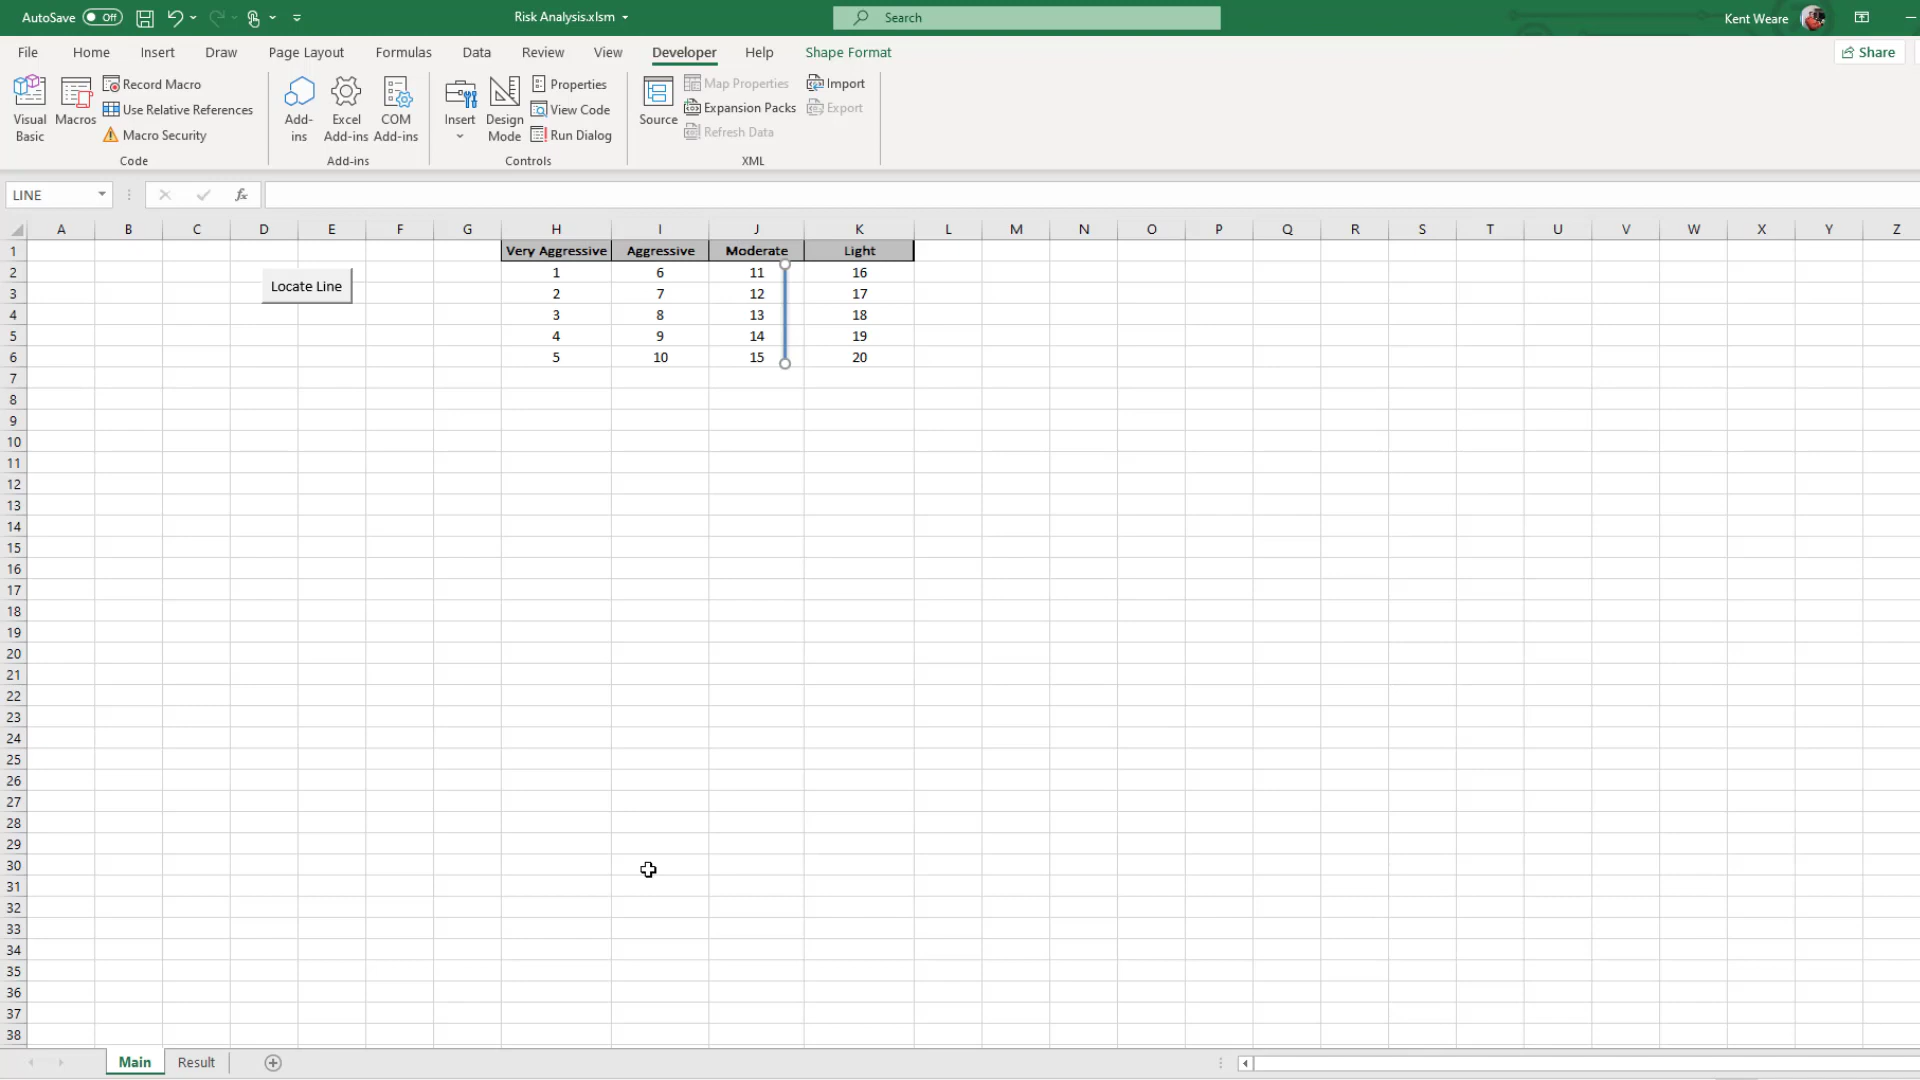 AutoSave Off Risk Analysis.xlsm Search Kent Weare
File Home Insert Draw Page Layout Formulas Data Review View Developer Help Shape Format Share
Visual Basic
Macros
Record Macro
Use Relative References
Macro Security
Code
Add-ins
Excel Add-ins
COM Add-ins
Add-ins
Insert
Design Mode
Properties
View Code
Run Dialog
Controls
Source
Map Properties
Expansion Packs
Refresh Data
Import
Export
XML
LINE fx
A B C D E F G H I J K L M N O P Q R S T U V W X Y Z
1 Very Aggressive Aggressive Moderate Light
2 1 6 11 16
Locate Line
3 2 7 12 17
4 3 8 13 18
5 4 9 14 19
6 5 10 15 20
7
8
9
10
11
12
13
14
15
16
17
18
19
20
21
22
23
24
25
26
27
28
29
30
31
32
33
34
35
36
37
38
Main Result